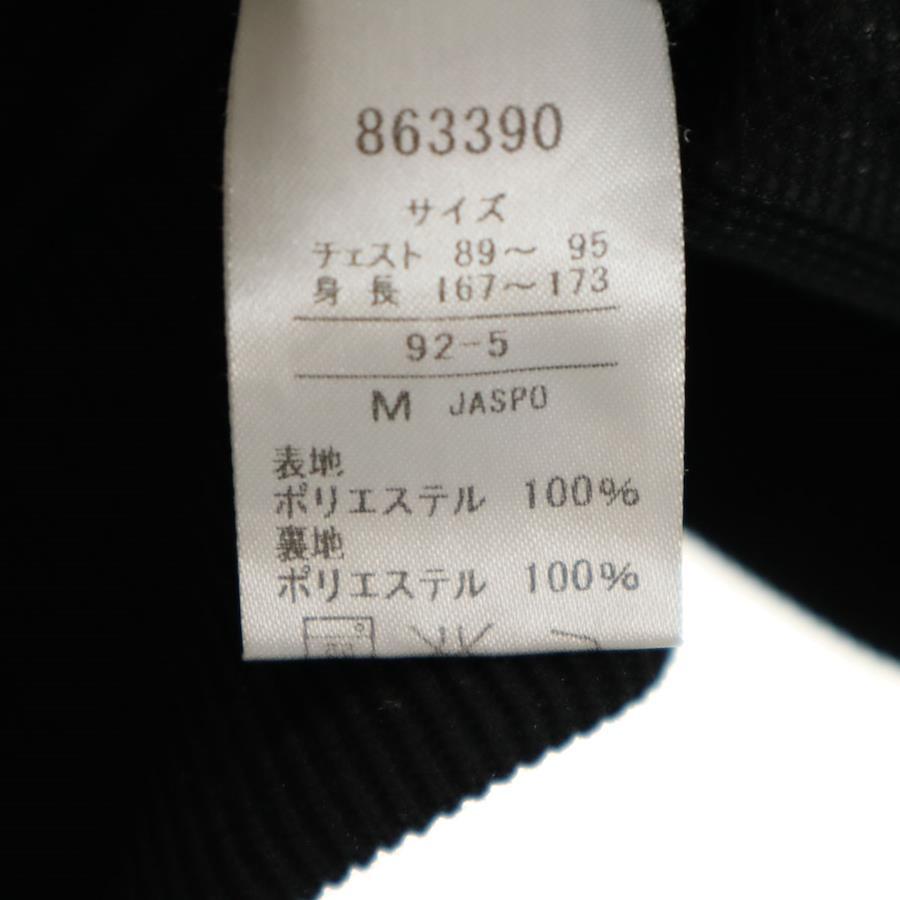 863390
サイズ
チェスト 89〜 95
身長 167〜173
92-5
M JASPO
表地
ポリエステル 100%
裏地
ポリエステル 100%